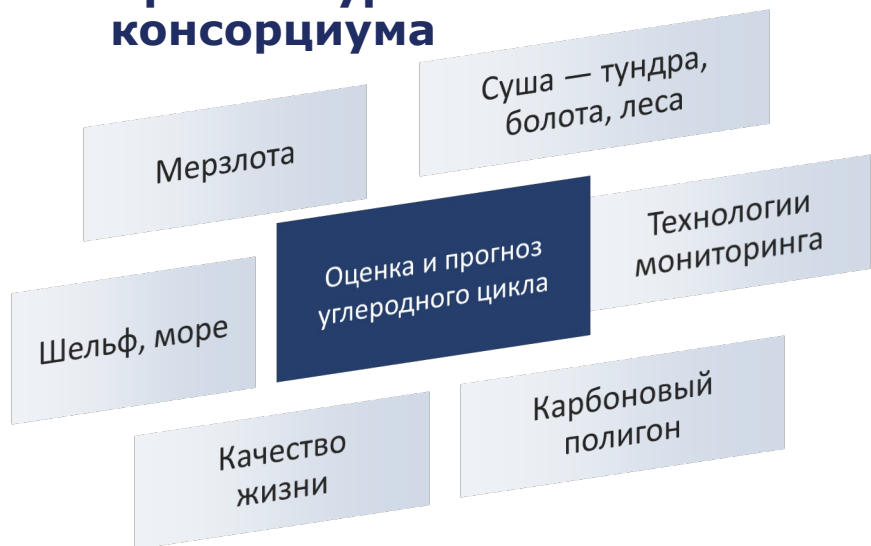 консорциума
Суша — тундра,
болота, леса
Мерзлота
Технологии
мониторинга
Оценка и прогноз
углеродного цикла
Шельф, море
Карбоновый
полигон
Качество
жизни